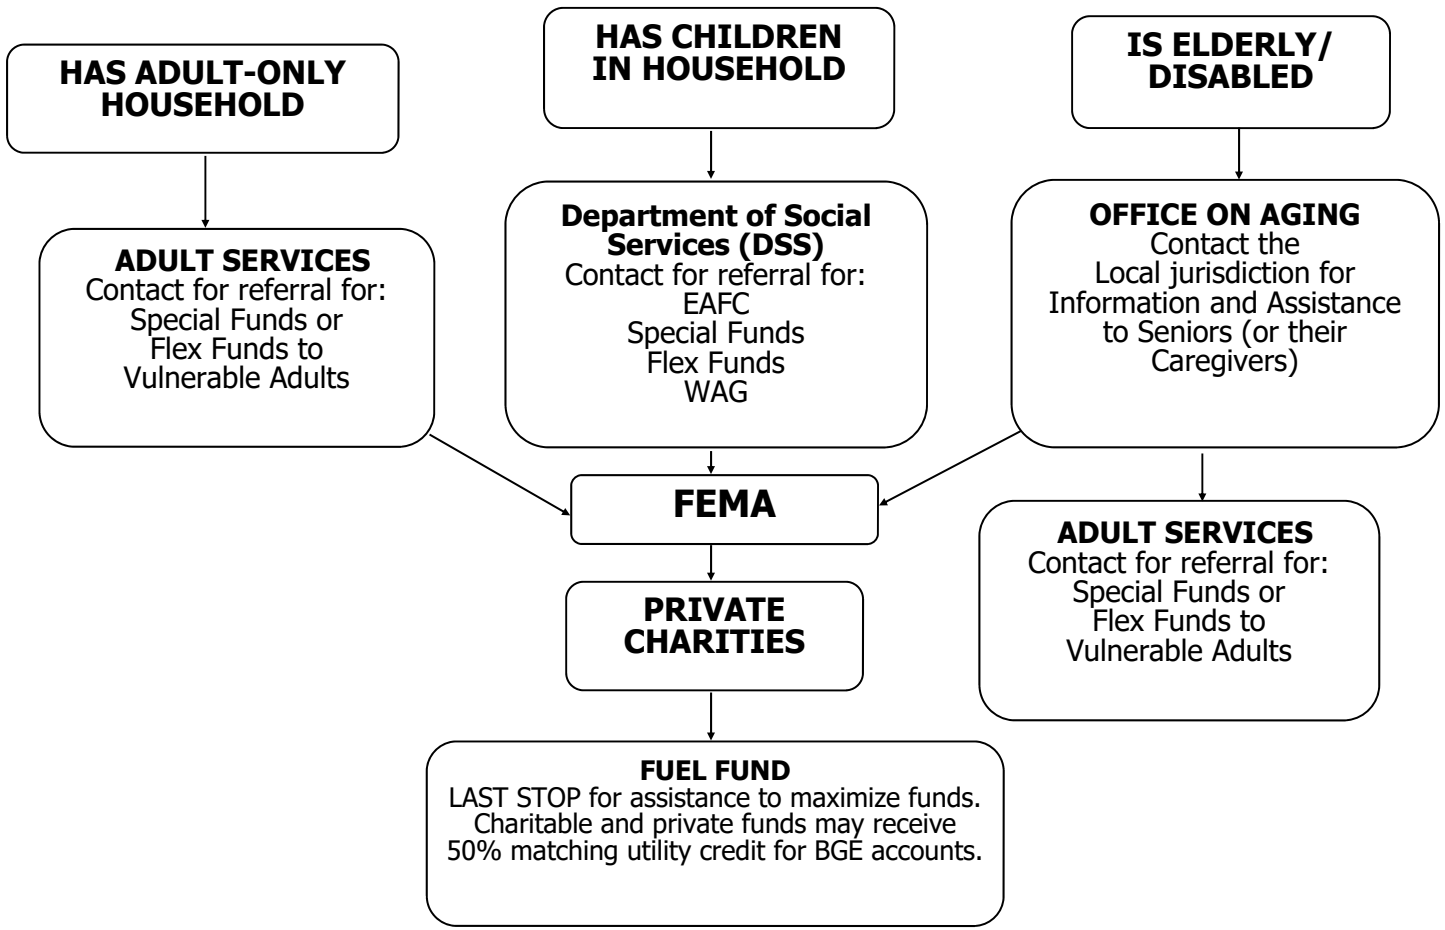 HAS ADULT-ONLY
HOUSEHOLD
HAS CHILDREN
IN HOUSEHOLD
IS ELDERLY/
DISABLED
ADULT SERVICES
Contact for referral for:
Special Funds or
Flex Funds to
Vulnerable Adults
Department of Social
Services (DSS)
Contact for referral for:
EAFC
Special Funds
Flex Funds
WAG
OFFICE ON AGING
Contact the
Local jurisdiction for
Information and Assistance
to Seniors (or their
Caregivers)
FEMA
ADULT SERVICES
Contact for referral for:
Special Funds or
Flex Funds to
Vulnerable Adults
PRIVATE
CHARITIES
FUEL FUND
LAST STOP for assistance to maximize funds.
Charitable and private funds may receive
50% matching utility credit for BGE accounts.